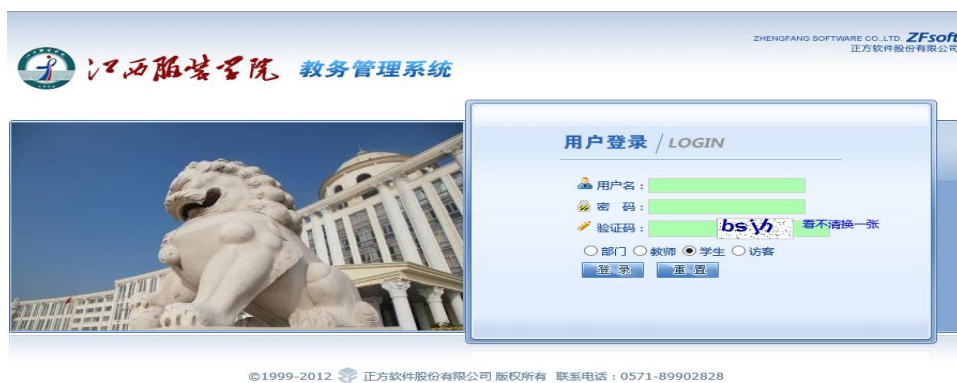 ZHENGFANG SOFTWARE CO.,LTD. ZFsoft
正方软件股份有限公司
江西服装学院 教务管理系统
用户登录 / LOGIN
用户名：
密 码：
验证码： 看不清换一张
部门 教师 学生 访客
登 录 重 置
©1999-2012 正方软件股份有限公司 版权所有 联系电话：0571-89902828